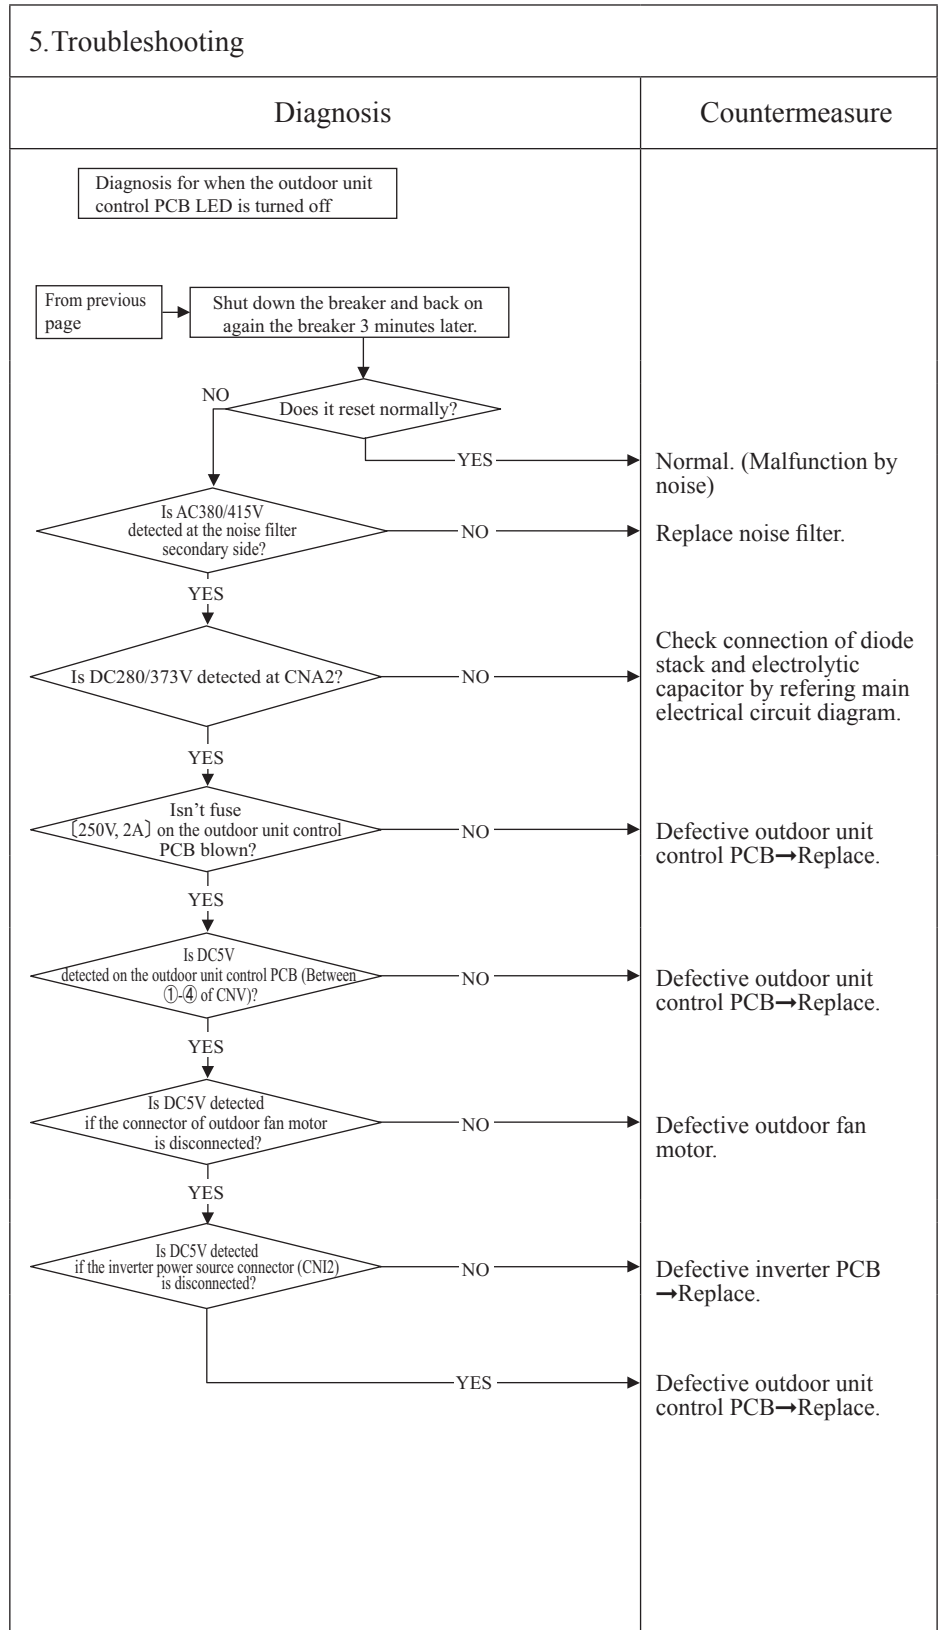 5.Troubleshooting
Diagnosis
Countermeasure
Diagnosis for when the outdoor unit
control PCB LED is turned off
From previous
page
Shut down the breaker and back on
again the breaker 3 minutes later.
NO
Does it reset normally?
YES
Normal. (Malfunction by
noise)
Is AC380/415V
detected at the noise filter
secondary side?
NO
Replace noise filter.
YES
Is DC280/373V detected at CNA2?
NO
Check connection of diode
stack and electrolytic
capacitor by refering main
electrical circuit diagram.
YES
Isn't fuse
〔250V, 2A〕on the outdoor unit control
PCB blown?
NO
Defective outdoor unit
control PCB→Replace.
YES
Is DC5V
detected on the outdoor unit control PCB (Between
①-④ of CNV)?
NO
Defective outdoor unit
control PCB→Replace.
YES
Is DC5V detected
if the connector of outdoor fan motor
is disconnected?
NO
Defective outdoor fan
motor.
YES
Is DC5V detected
if the inverter power source connector (CNI2)
is disconnected?
NO
Defective inverter PCB
→Replace.
YES
Defective outdoor unit
control PCB→Replace.